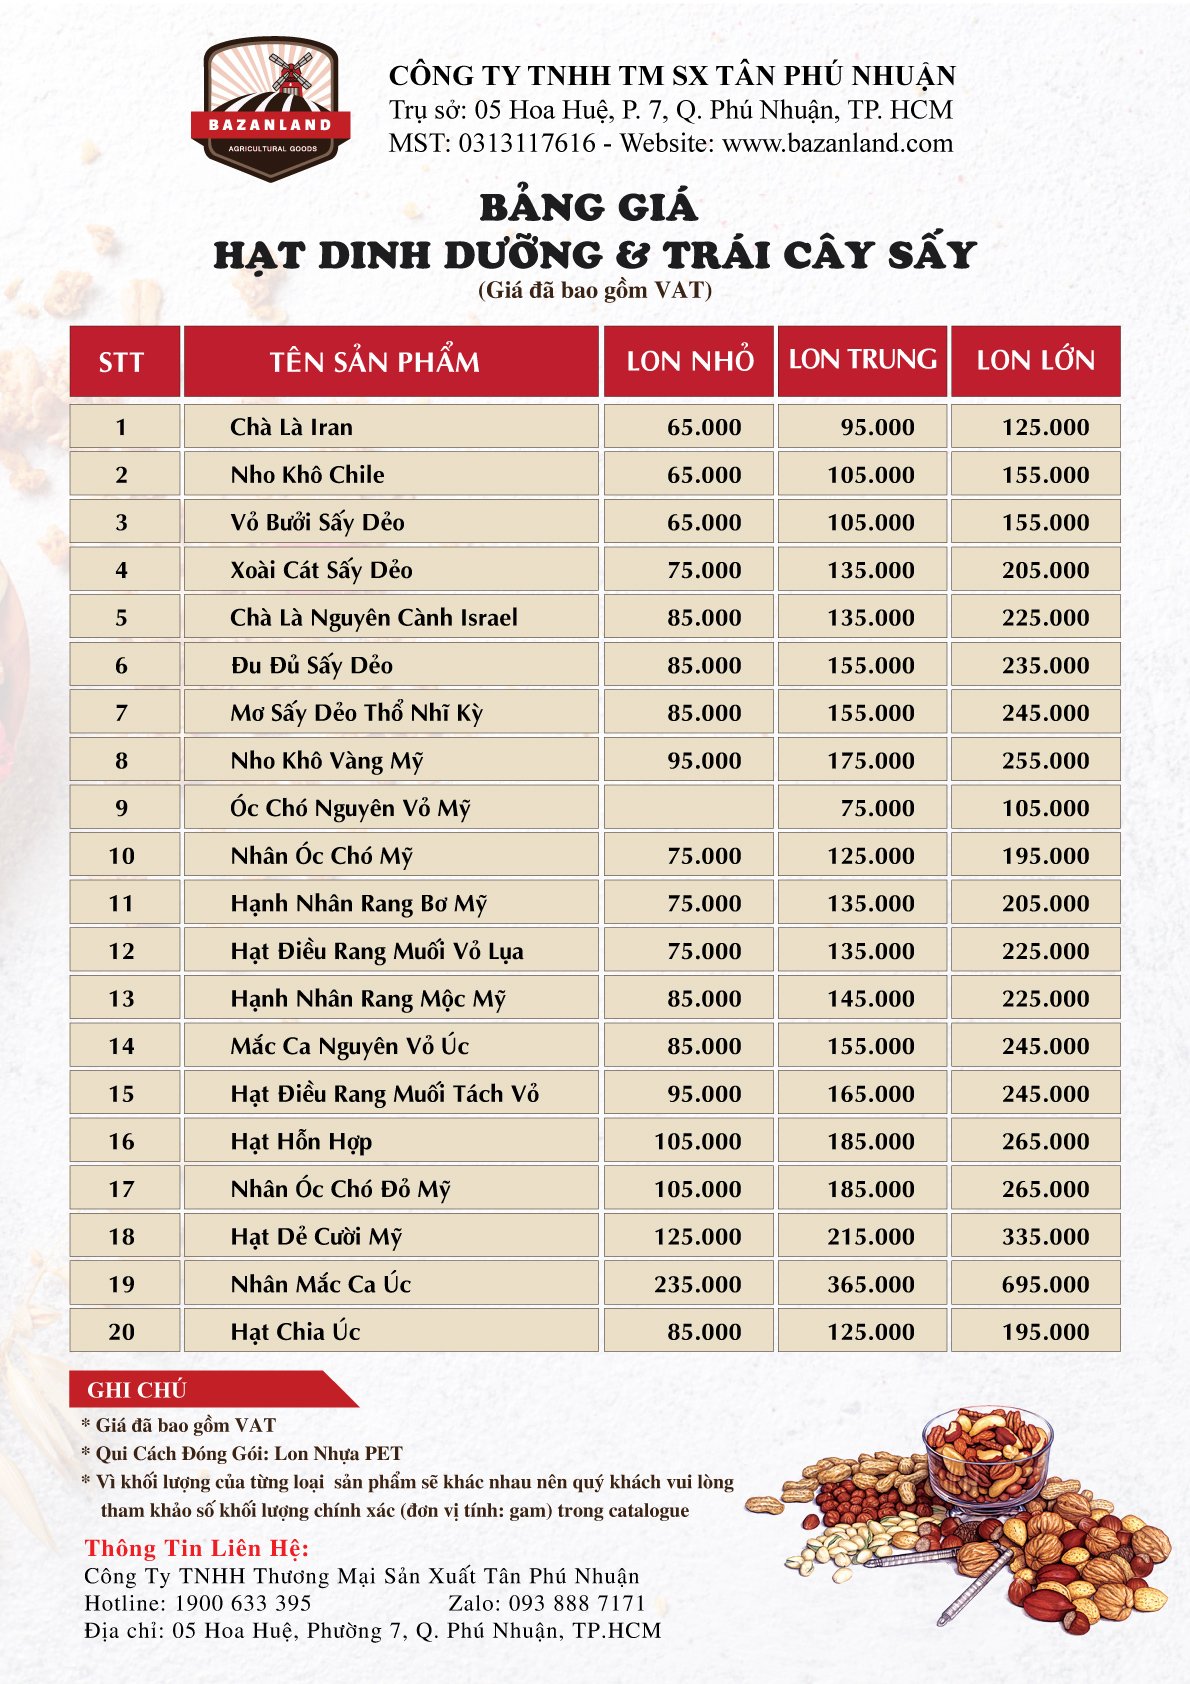 BAZANLAND
AGRICULTURAL GOODS
CÔNG TY TNHH TM SX TÂN PHÚ NHUẬN
Trụ sở: 05 Hoa Huệ, P. 7, Q. Phú Nhuận, TP. HCM
MST: 0313117616 - Website: www.bazanland.com
BẢNG GIÁ
HẠT DINH DƯỠNG & TRÁI CÂY SẤY
(Giá đã bao gồm VAT)
STT TÊN SẢN PHẨM LON NHỎ LON TRUNG LON LỚN
1 Chà Là Iran 65.000 95.000 125.000
2 Nho Khô Chile 65.000 105.000 155.000
3 Vỏ Bưởi Sấy Dẻo 65.000 105.000 155.000
4 Xoài Cát Sấy Dẻo 75.000 135.000 205.000
5 Chà Là Nguyên Cành Israel 85.000 135.000 225.000
6 Đu Đủ Sấy Dẻo 85.000 155.000 235.000
7 Mơ Sấy Dẻo Thổ Nhĩ Kỳ 85.000 155.000 245.000
8 Nho Khô Vàng Mỹ 95.000 175.000 255.000
9 Óc Chó Nguyên Vỏ Mỹ 75.000 105.000
10 Nhân Óc Chó Mỹ 75.000 125.000 195.000
11 Hạnh Nhân Rang Bơ Mỹ 75.000 135.000 205.000
12 Hạt Điều Rang Muối Vỏ Lụa 75.000 135.000 225.000
13 Hạnh Nhân Rang Mộc Mỹ 85.000 145.000 225.000
14 Mắc Ca Nguyên Vỏ Úc 85.000 155.000 245.000
15 Hạt Điều Rang Muối Tách Vỏ 95.000 165.000 245.000
16 Hạt Hỗn Hợp 105.000 185.000 265.000
17 Nhân Óc Chó Đỏ Mỹ 105.000 185.000 265.000
18 Hạt Dẻ Cười Mỹ 125.000 215.000 335.000
19 Nhân Mắc Ca Úc 235.000 365.000 695.000
20 Hạt Chia Úc 85.000 125.000 195.000
GHI CHÚ
* Giá đã bao gồm VAT
* Qui Cách Đóng Gói: Lon Nhựa PET
* Vì khối lượng của từng loại sản phẩm sẽ khác nhau nên quý khách vui lòng
tham khảo số khối lượng chính xác (đơn vị tính: gam) trong catalogue
Thông Tin Liên Hệ:
Công Ty TNHH Thương Mại Sản Xuất Tân Phú Nhuận
Hotline: 1900 633 395 Zalo: 093 888 7171
Địa chỉ: 05 Hoa Huệ, Phường 7, Q. Phú Nhuận, TP.HCM